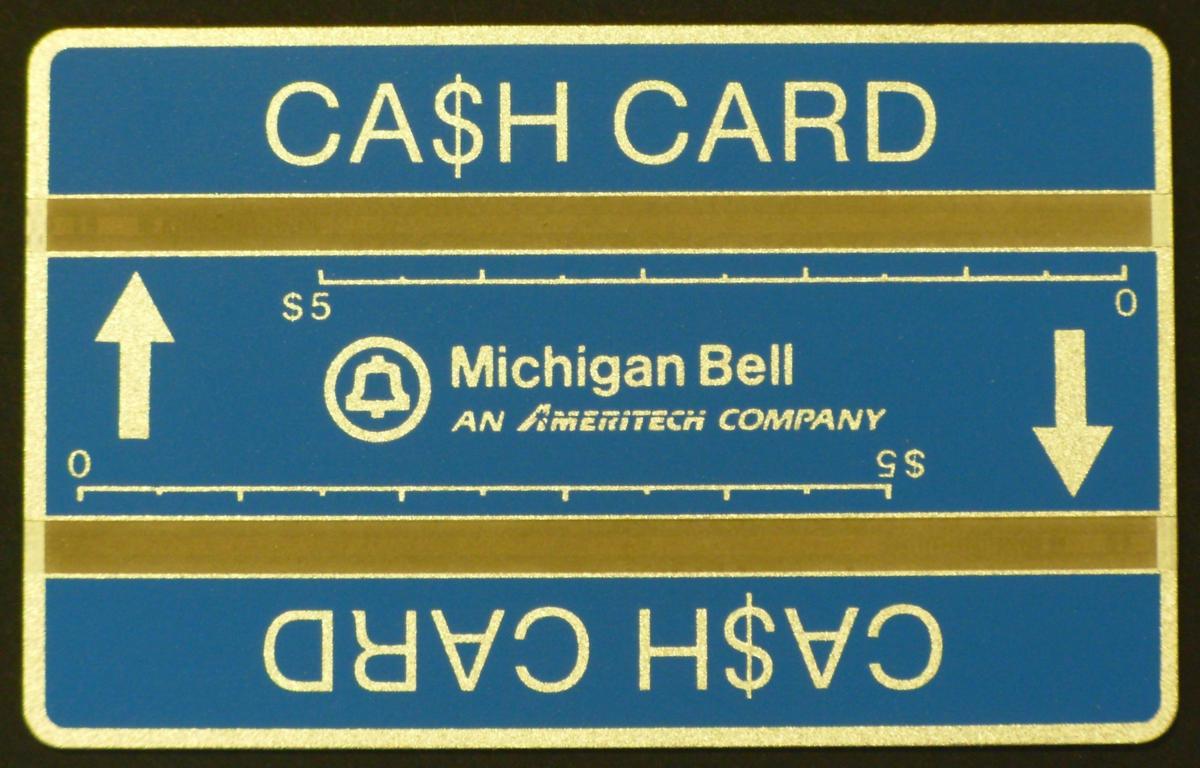 CA$H CARD
$5 0
Michigan Bell
AN AMERITECH COMPANY
0 $5
CA$H CARD